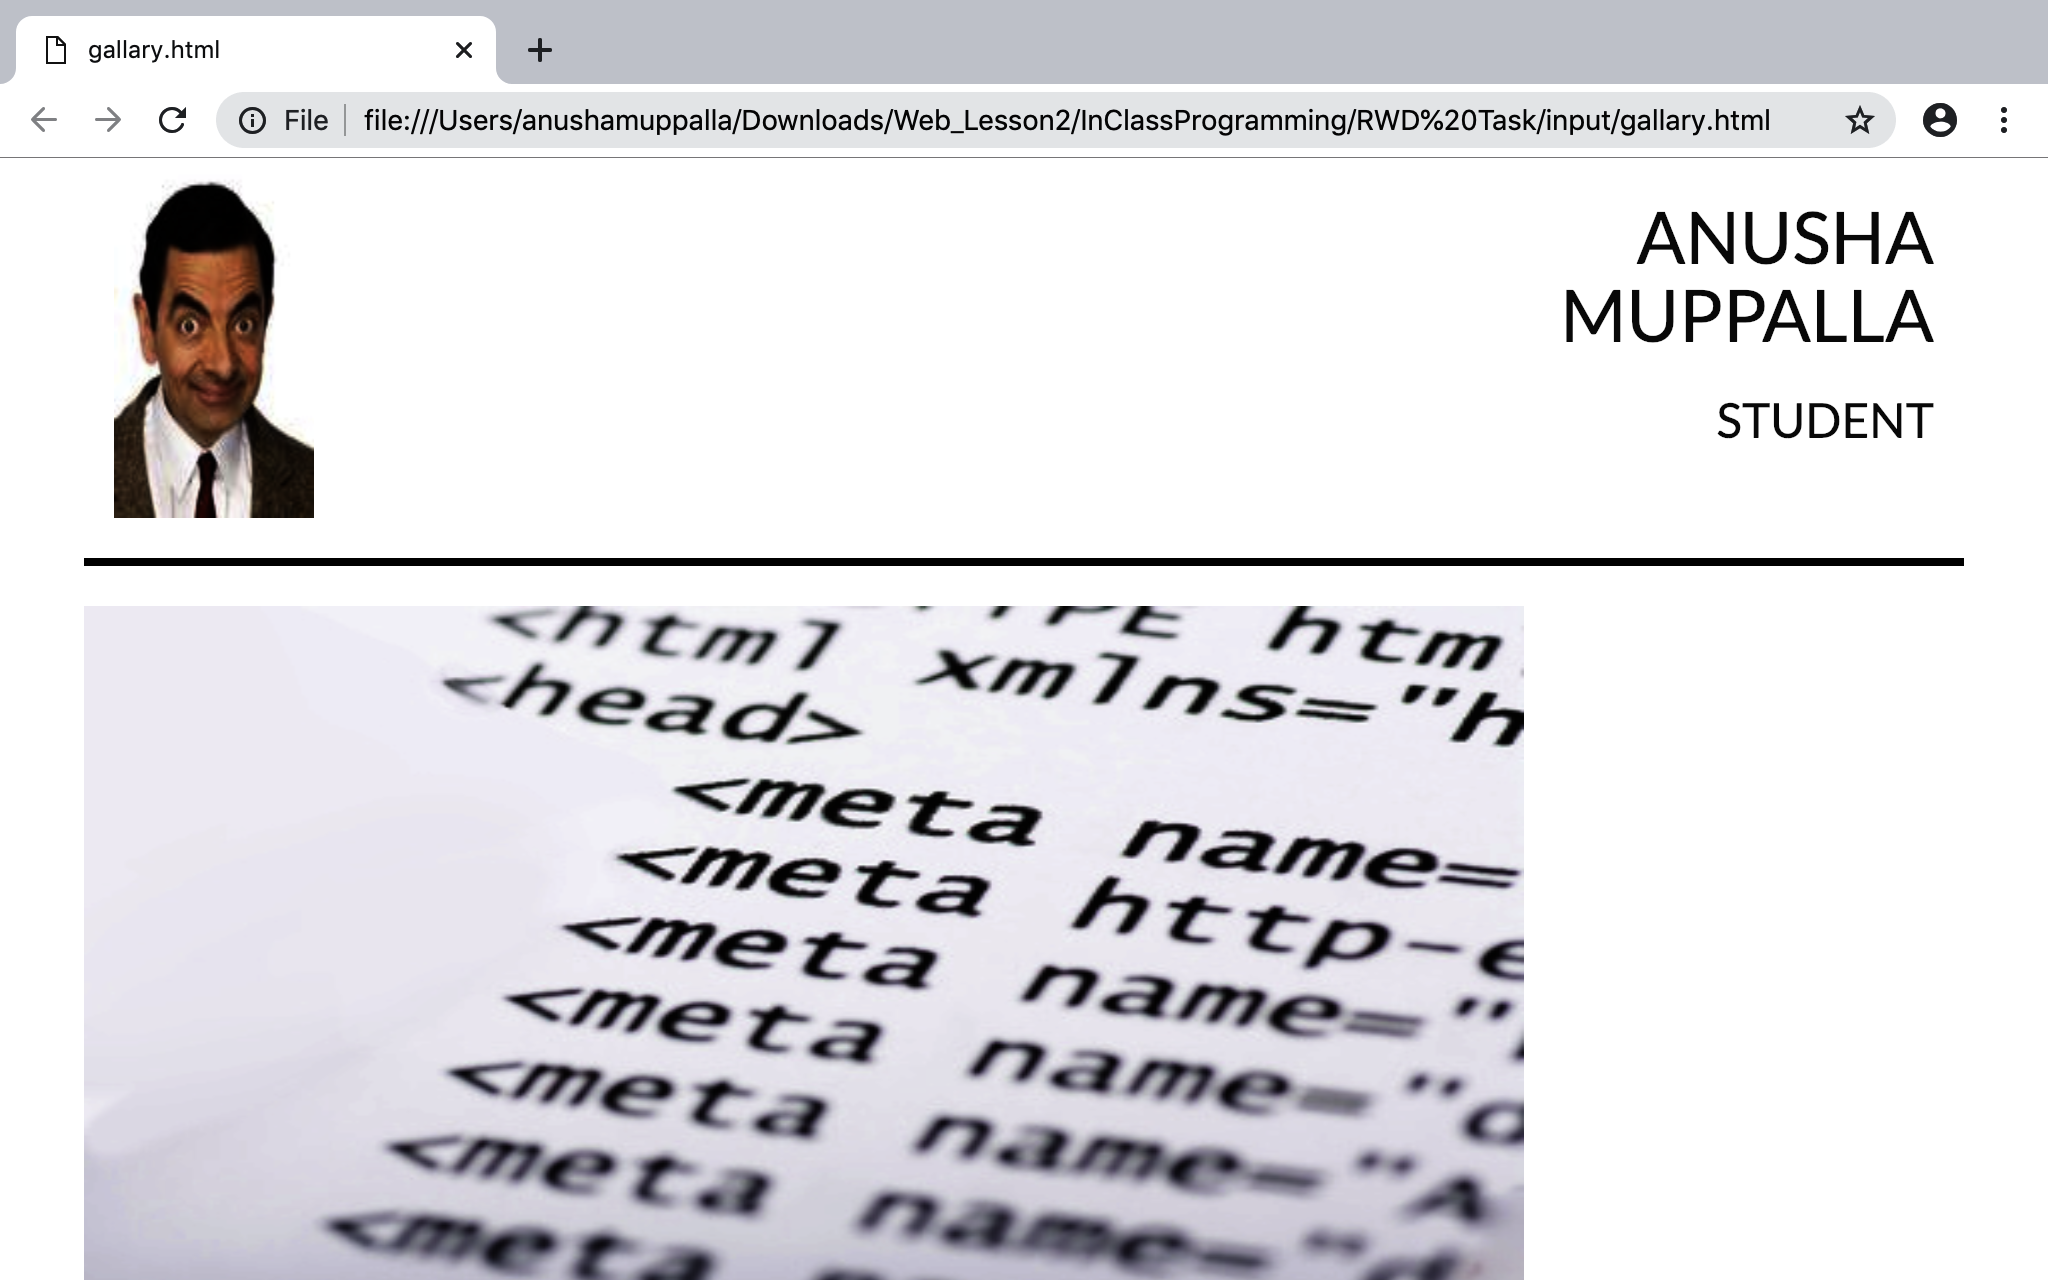 gallary.html
File file:///Users/anushamuppalla/Downloads/Web_Lesson2/InClassProgramming/RWD%20Task/input/gallary.html
ANUSHA
MUPPALLA
STUDENT
<html xmlns="h
<head>
<meta name=
<meta http-e
<meta name="
<meta name="d
<meta name="A
<meta name="d
<meta